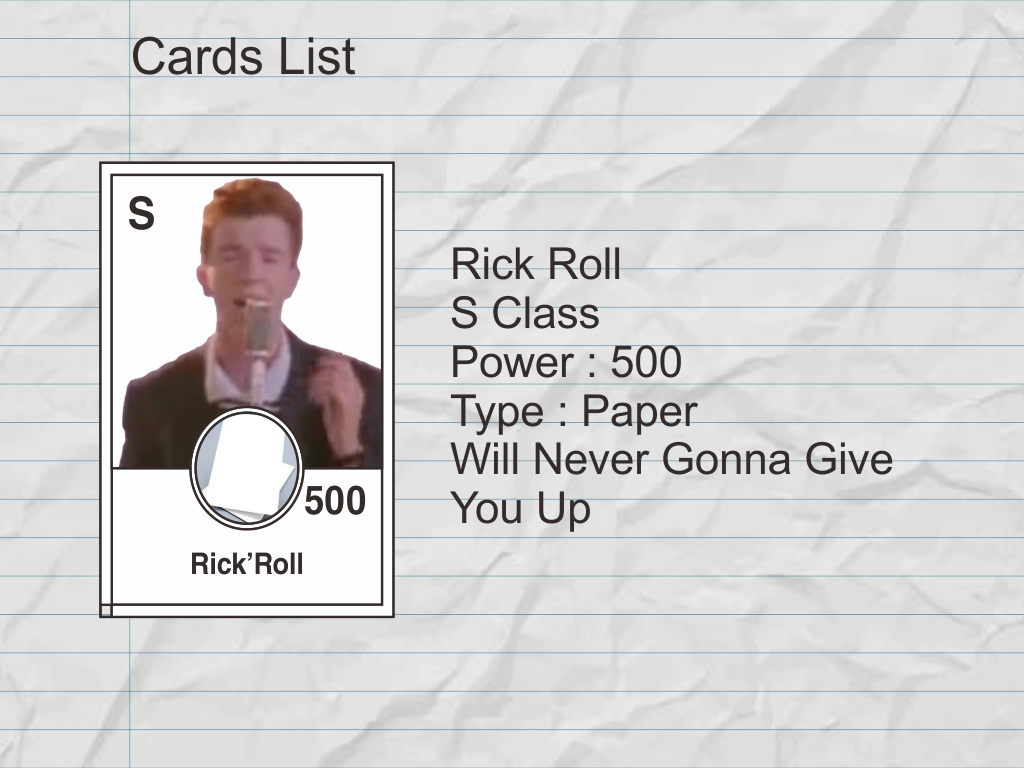 Cards List
S
500
Rick’Roll
Rick Roll
S Class
Power : 500
Type : Paper
Will Never Gonna Give
You Up